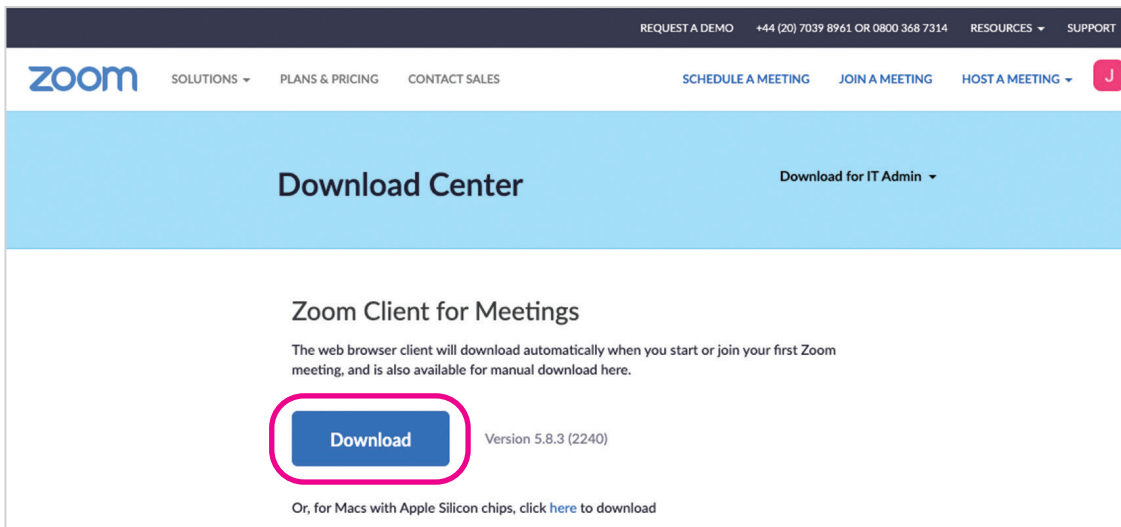 REQUEST A DEMO +44 (20) 7039 8961 OR 0800 368 7314 RESOURCES SUPPORT
zoom SOLUTIONS PLANS & PRICING CONTACT SALES SCHEDULE A MEETING JOIN A MEETING HOST A MEETING J
Download Center Download for IT Admin
Zoom Client for Meetings
The web browser client will download automatically when you start or join your first Zoom
meeting, and is also available for manual download here.
Download Version 5.8.3 (2240)
Or, for Macs with Apple Silicon chips, click here to download